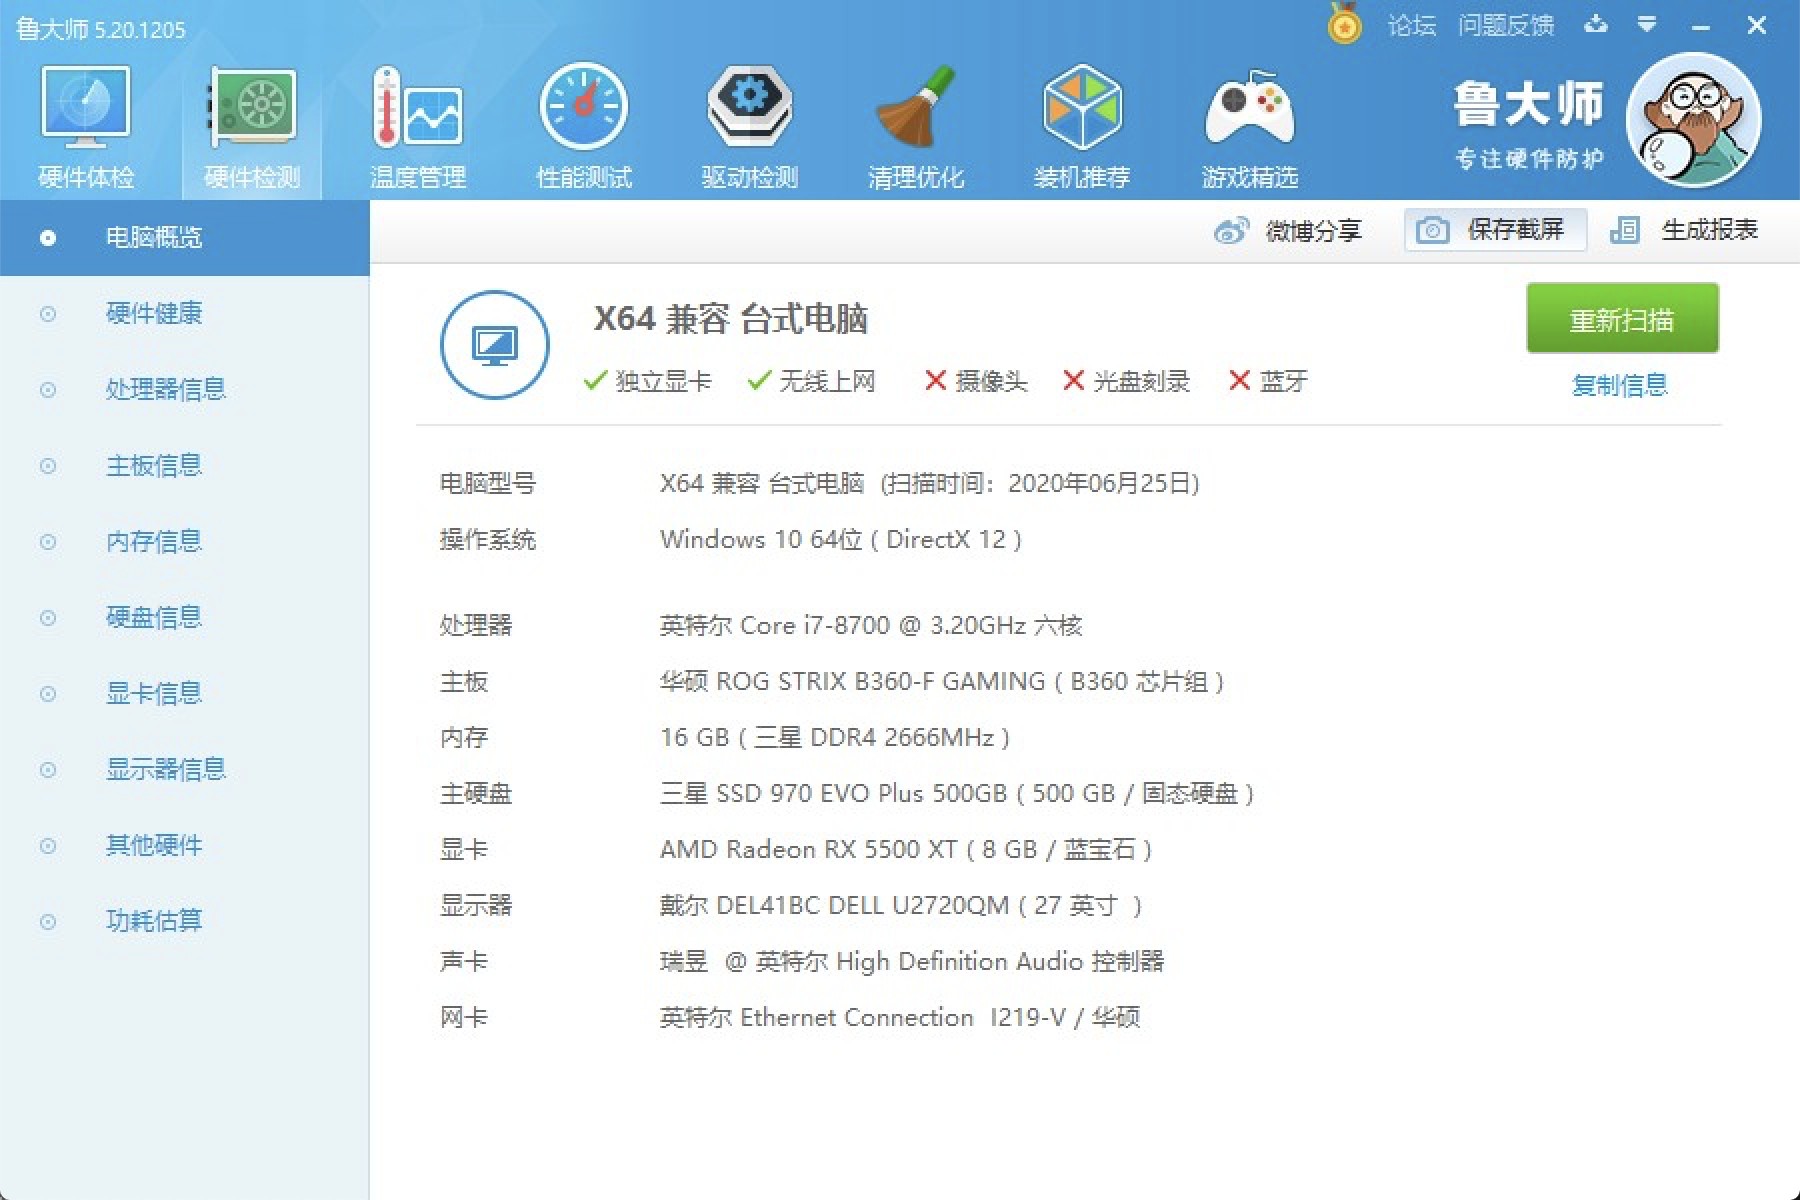 鲁大师 5.20.1205
论坛 问题反馈
硬件体检 硬件检测 温度管理 性能测试 驱动检测 清理优化 装机推荐 游戏精选
鲁大师
专注硬件防护
微博分享 保存截屏 生成报表
电脑概览
硬件健康
处理器信息
主板信息
内存信息
硬盘信息
显卡信息
显示器信息
其他硬件
功耗估算
X64 兼容 台式电脑
独立显卡 无线上网 摄像头 光盘刻录 蓝牙
重新扫描
复制信息
电脑型号 X64 兼容 台式电脑 (扫描时间：2020年06月25日)
操作系统 Windows 10 64位 ( DirectX 12 )
处理器 英特尔 Core i7-8700 @ 3.20GHz 六核
主板 华硕 ROG STRIX B360-F GAMING ( B360 芯片组 )
内存 16 GB ( 三星 DDR4 2666MHz )
主硬盘 三星 SSD 970 EVO Plus 500GB ( 500 GB / 固态硬盘 )
显卡 AMD Radeon RX 5500 XT ( 8 GB / 蓝宝石 )
显示器 戴尔 DEL41BC DELL U2720QM ( 27 英寸 )
声卡 瑞昱 @ 英特尔 High Definition Audio 控制器
网卡 英特尔 Ethernet Connection I219-V / 华硕